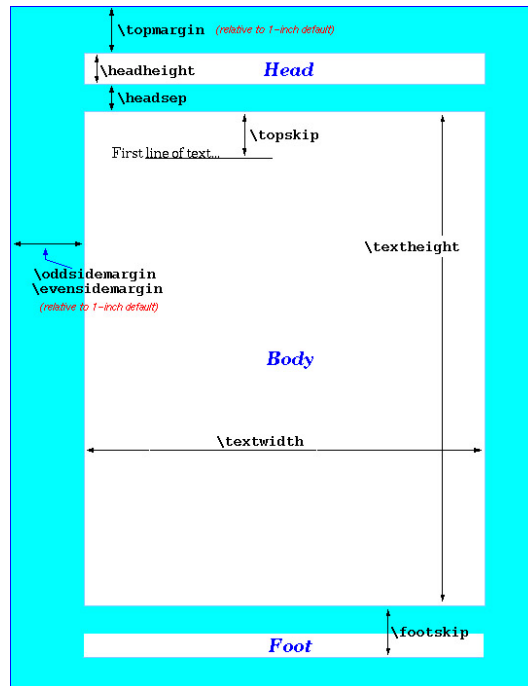 \topmargin (relative to 1-inch default)
\headheight
Head
\headsep
\topskip
First line of text...
\textheight
\oddsidemargin
\evensidemargin
(relative to 1-inch default)
Body
\textwidth
\footskip
Foot